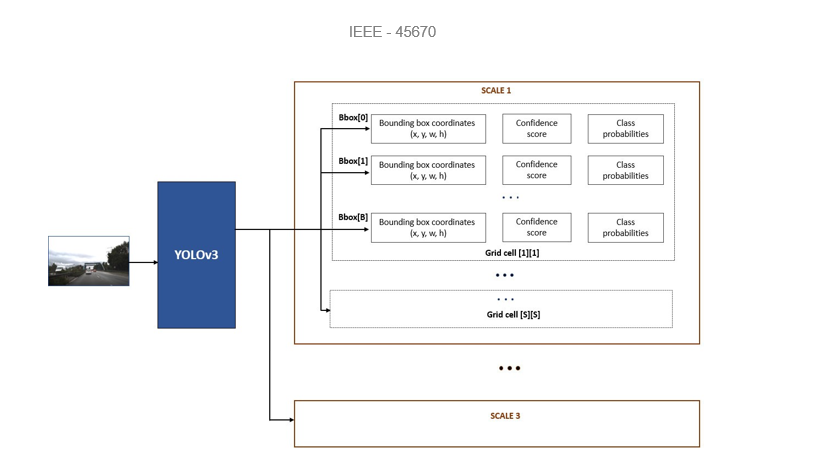 IEEE - 45670
SCALE 1
Bbox[0]
Bounding box coordinates
(x, y, w, h)
Confidence
score
Class
probabilities
Bbox[1]
Bounding box coordinates
(x, y, w, h)
Confidence
score
Class
probabilities
. . .
Bbox[B]
Bounding box coordinates
(x, y, w, h)
Confidence
score
Class
probabilities
Grid cell [1][1]
...
. . .
Grid cell [S][S]
YOLOv3
...
SCALE 3